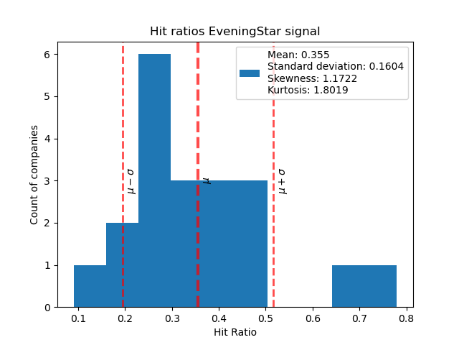 Hit ratios EveningStar signal
Mean: 0.355
Standard deviation: 0.1604
Skewness: 1.1722
Kurtosis: 1.8019
6
5
4
3
2
1
0
Count of companies
μ − σ
μ
μ + σ
0.1 0.2 0.3 0.4 0.5 0.6 0.7 0.8
Hit Ratio